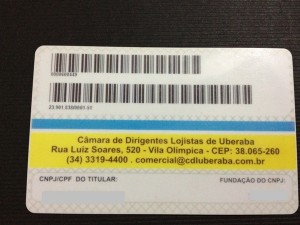 Câmara de Dirigentes Lojistas de Uberaba
Rua Luiz Soares, 520 - Vila Olimpica - CEP: 38.065-260
(34) 3319-4400 . comercial@cdluberaba.com.br
CNPJ/CPF DO TITULAR: FUNDAÇÃO DO CNPJ: